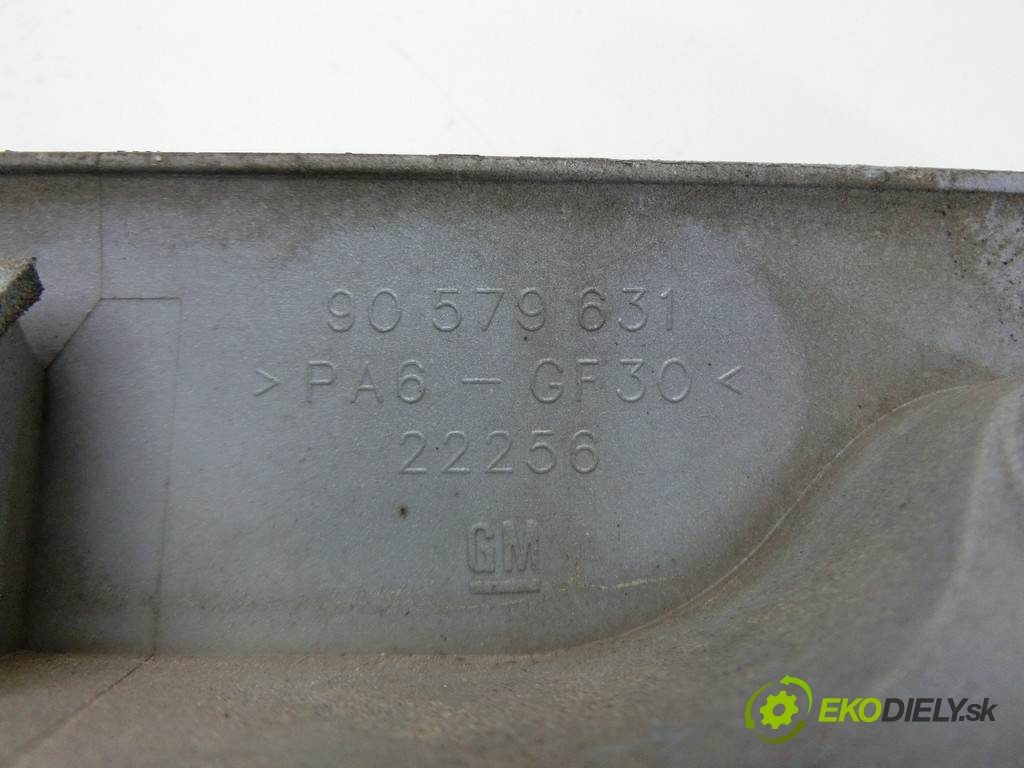 90 579 631
>PA6 — GF30<
22256
GM
EKODIELY.sk